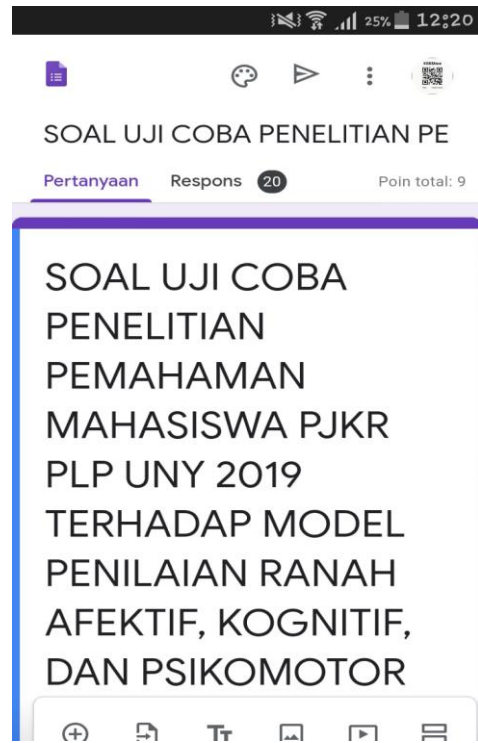 25% 12:20
SOAL UJI COBA PENELITIAN PE
Pertanyaan Respons 20 Poin total: 9
SOAL UJI COBA
PENELITIAN
PEMAHAMAN
MAHASISWA PJKR
PLP UNY 2019
TERHADAP MODEL
PENILAIAN RANAH
AFEKTIF, KOGNITIF,
DAN PSIKOMOTOR
Tт